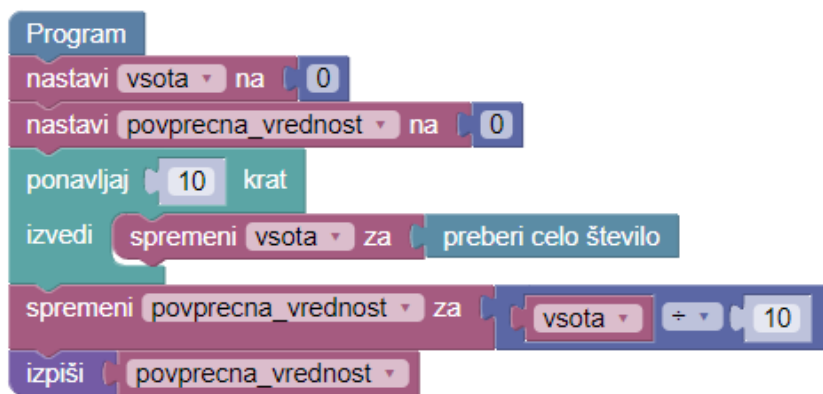 Program
nastavi vsota na 0
nastavi povprecna_vrednost na 0
ponavljaj 10 krat
izvedi spremeni vsota za preberi celo število
spremeni povprecna_vrednost za vsota ÷ 10
izpiši povprecna_vrednost